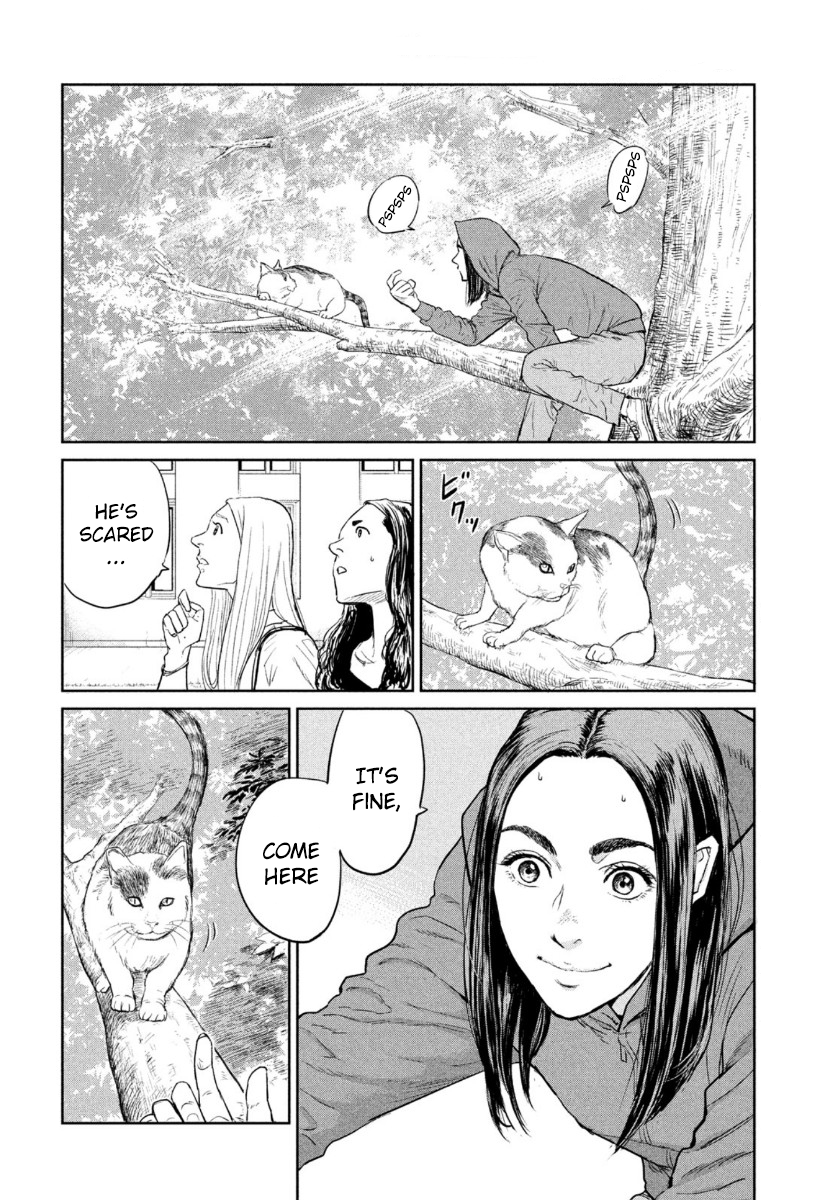 PSPSPS
PSPSPS
ビクッ
HE'S
SCARED
...
IT'S
FINE,
COME
HERE